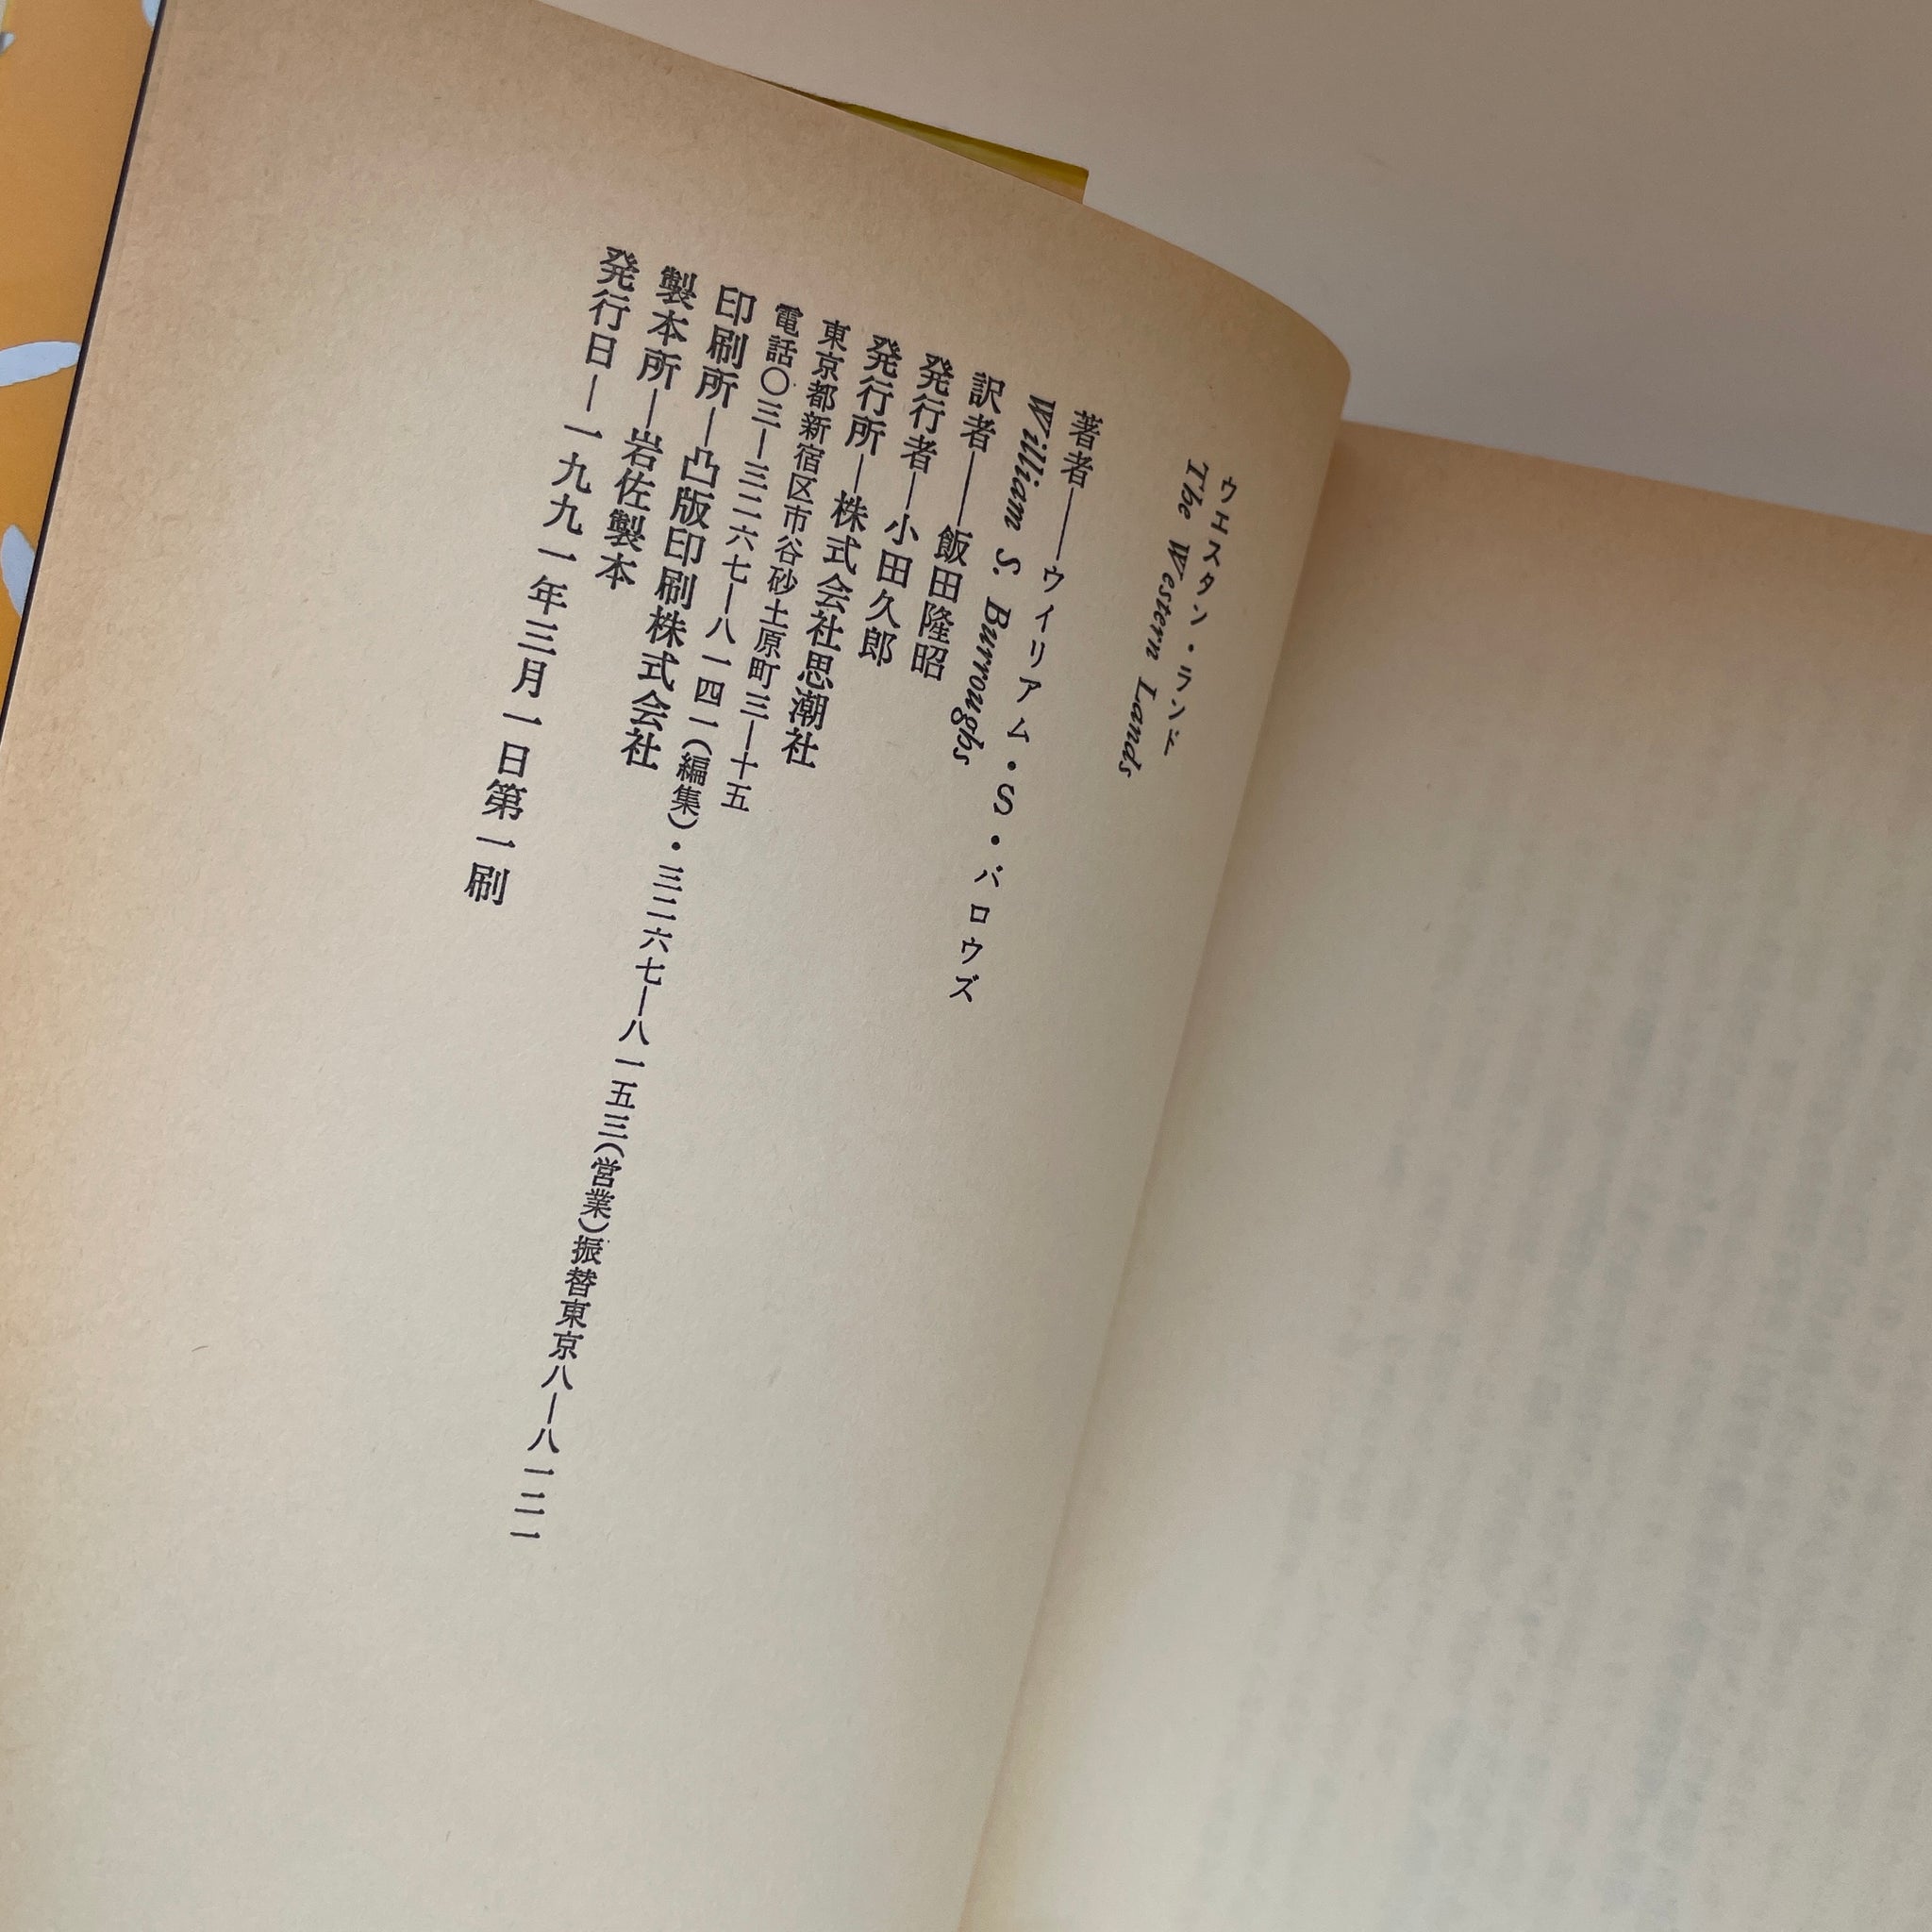 ウエスタン・ランド
The Western Lands
著者——ウィリアム・S・バロウズ
William S. Burroughs
訳者——飯田隆昭
発行者—小田久郎
発行所—株式会社思潮社
東京都新宿区市谷砂土原町三—十五
電話〇三—三二六七—八一四一(編集)・三二六七—八一五三(営業)振替東京八—八一二一
印刷所—凸版印刷株式会社
製本所—岩佐製本
発行日—一九九一年三月一日第一刷